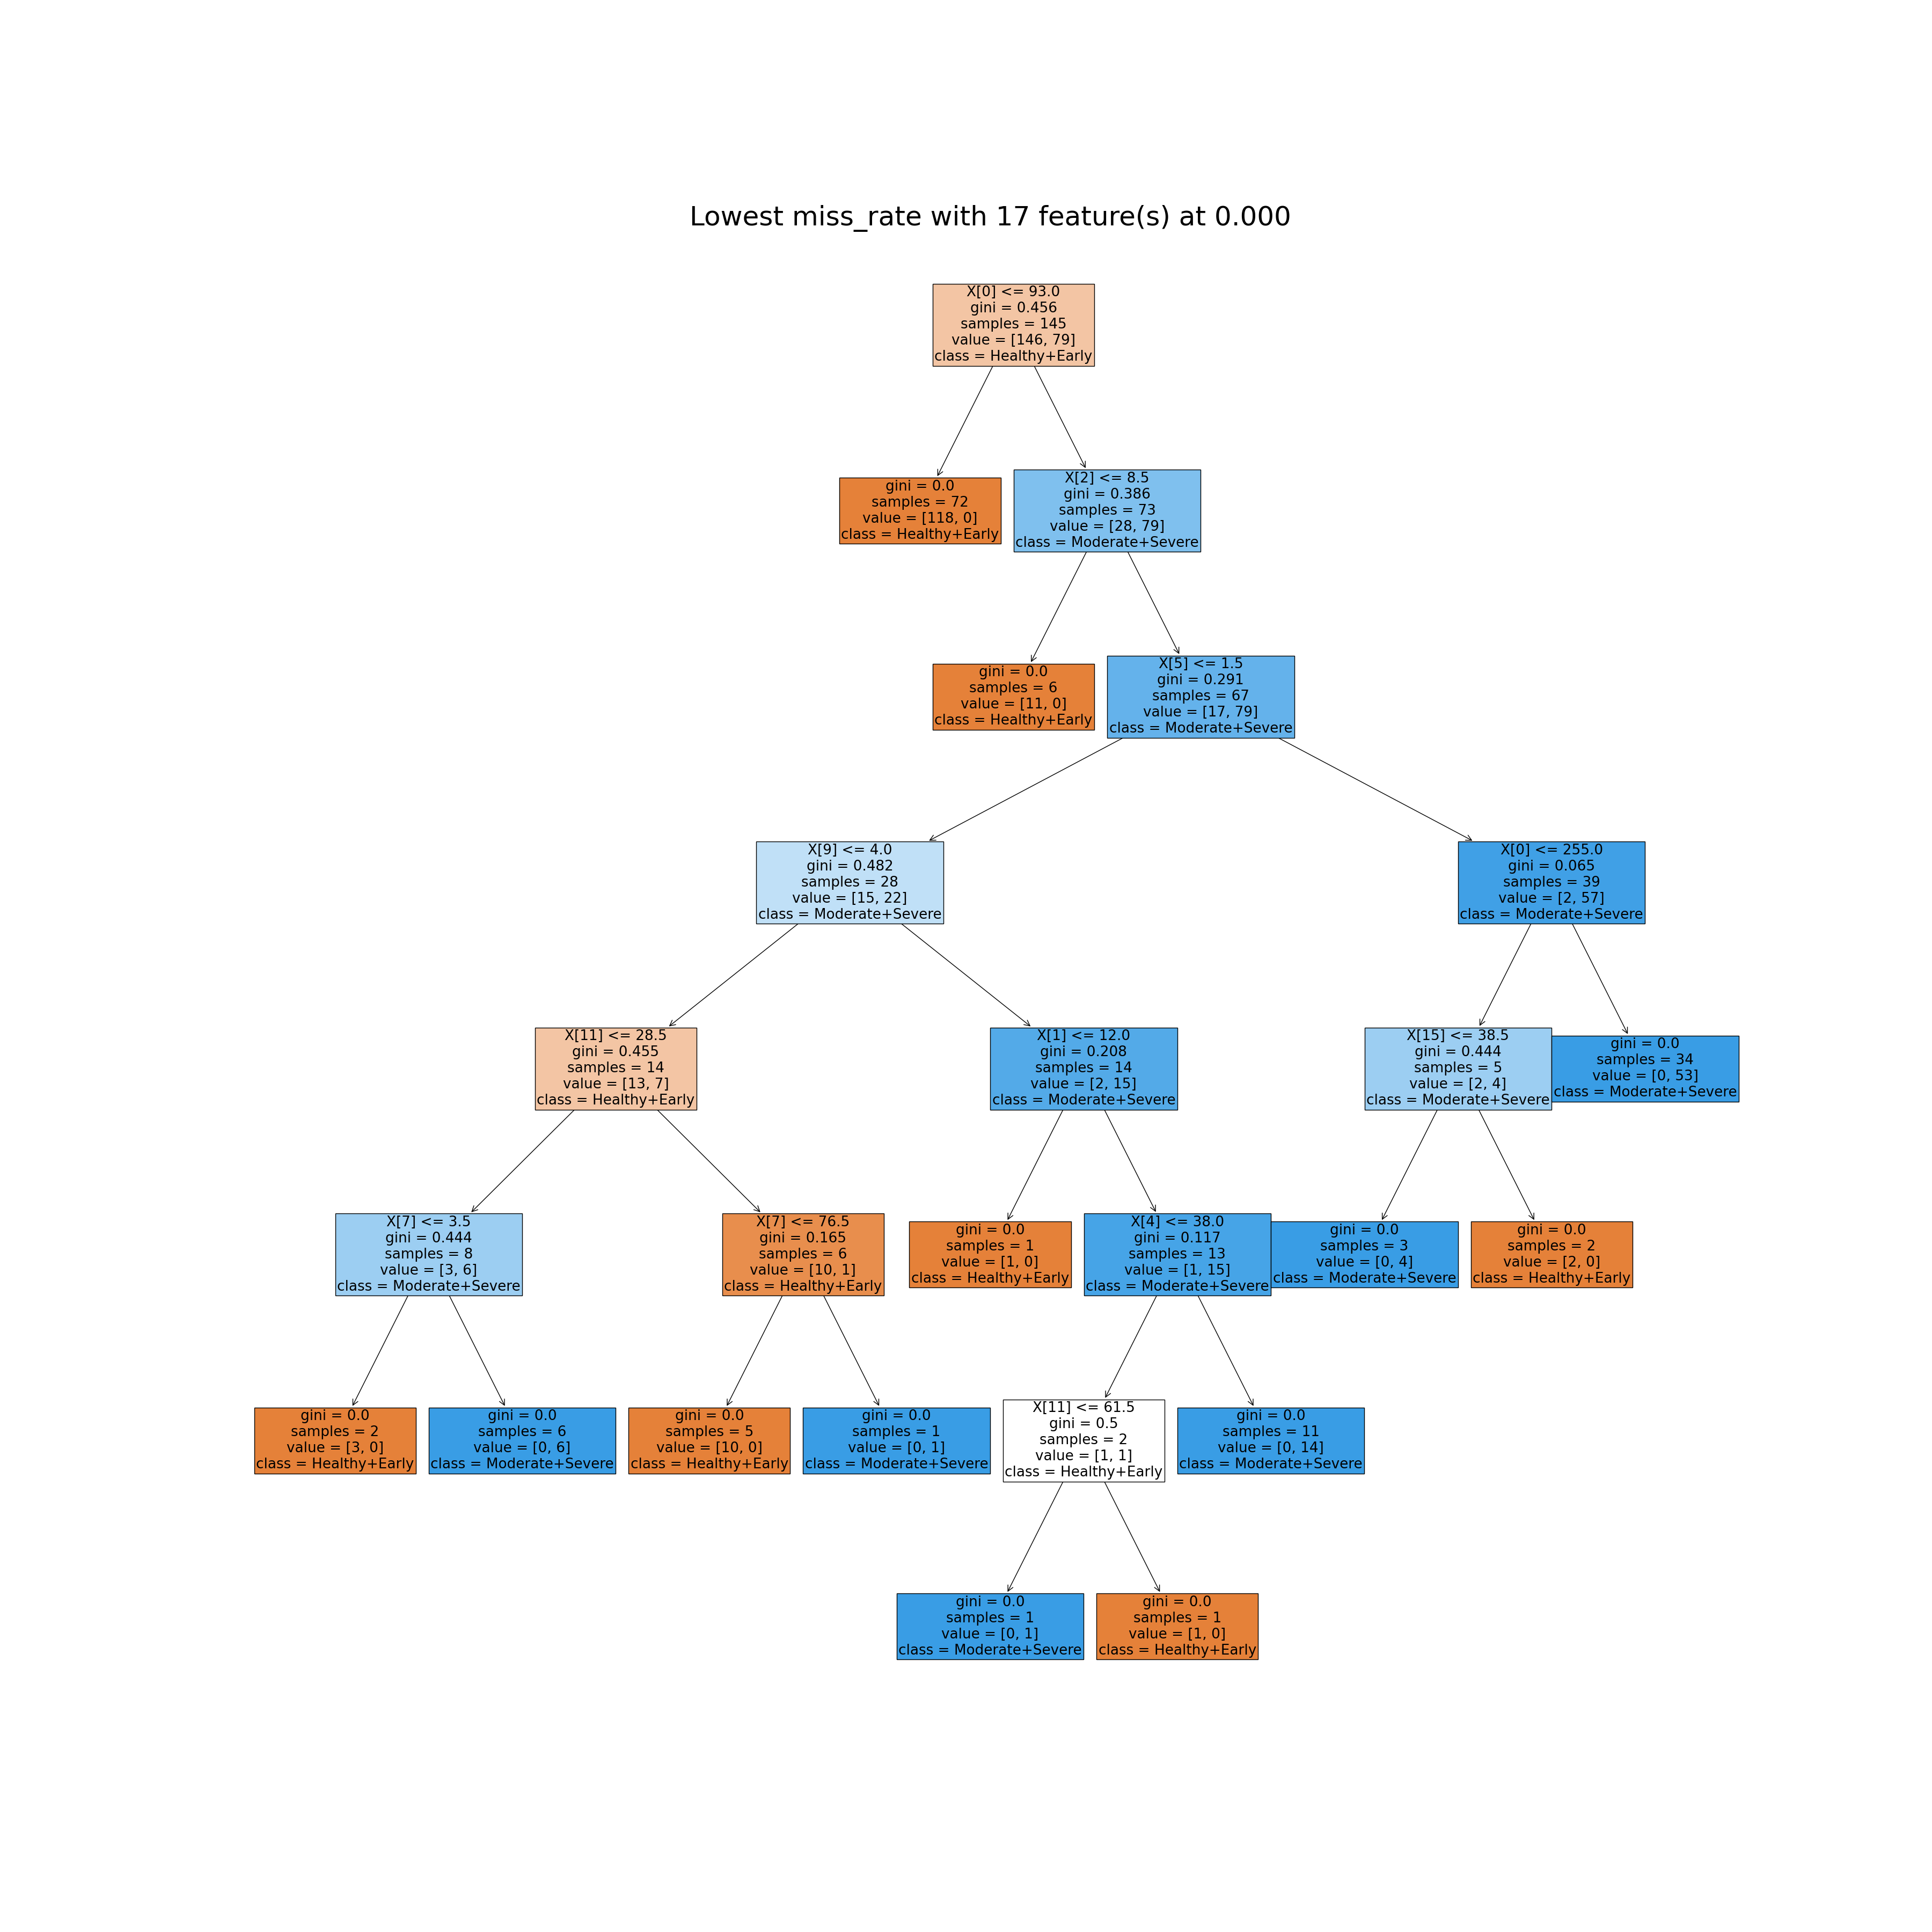 Lowest miss_rate with 17 feature(s) at 0.000
X[0] <= 93.0
gini = 0.456
samples = 145
value = [146, 79]
class = Healthy+Early
gini = 0.0
samples = 72
value = [118, 0]
class = Healthy+Early
X[2] <= 8.5
gini = 0.386
samples = 73
value = [28, 79]
class = Moderate+Severe
gini = 0.0
samples = 6
value = [11, 0]
class = Healthy+Early
X[5] <= 1.5
gini = 0.291
samples = 67
value = [17, 79]
class = Moderate+Severe
X[9] <= 4.0
gini = 0.482
samples = 28
value = [15, 22]
class = Moderate+Severe
X[0] <= 255.0
gini = 0.065
samples = 39
value = [2, 57]
class = Moderate+Severe
X[11] <= 28.5
gini = 0.455
samples = 14
value = [13, 7]
class = Healthy+Early
X[1] <= 12.0
gini = 0.208
samples = 14
value = [2, 15]
class = Moderate+Severe
X[15] <= 38.5
gini = 0.444
samples = 5
value = [2, 4]
class = Moderate+Severe
gini = 0.0
samples = 34
value = [0, 53]
class = Moderate+Severe
X[7] <= 3.5
gini = 0.444
samples = 8
value = [3, 6]
class = Moderate+Severe
X[7] <= 76.5
gini = 0.165
samples = 6
value = [10, 1]
class = Healthy+Early
gini = 0.0
samples = 1
value = [1, 0]
class = Healthy+Early
X[4] <= 38.0
gini = 0.117
samples = 13
value = [1, 15]
class = Moderate+Severe
gini = 0.0
samples = 3
value = [0, 4]
class = Moderate+Severe
gini = 0.0
samples = 2
value = [2, 0]
class = Healthy+Early
gini = 0.0
samples = 2
value = [3, 0]
class = Healthy+Early
gini = 0.0
samples = 6
value = [0, 6]
class = Moderate+Severe
gini = 0.0
samples = 5
value = [10, 0]
class = Healthy+Early
gini = 0.0
samples = 1
value = [0, 1]
class = Moderate+Severe
X[11] <= 61.5
gini = 0.5
samples = 2
value = [1, 1]
class = Healthy+Early
gini = 0.0
samples = 11
value = [0, 14]
class = Moderate+Severe
gini = 0.0
samples = 1
value = [0, 1]
class = Moderate+Severe
gini = 0.0
samples = 1
value = [1, 0]
class = Healthy+Early